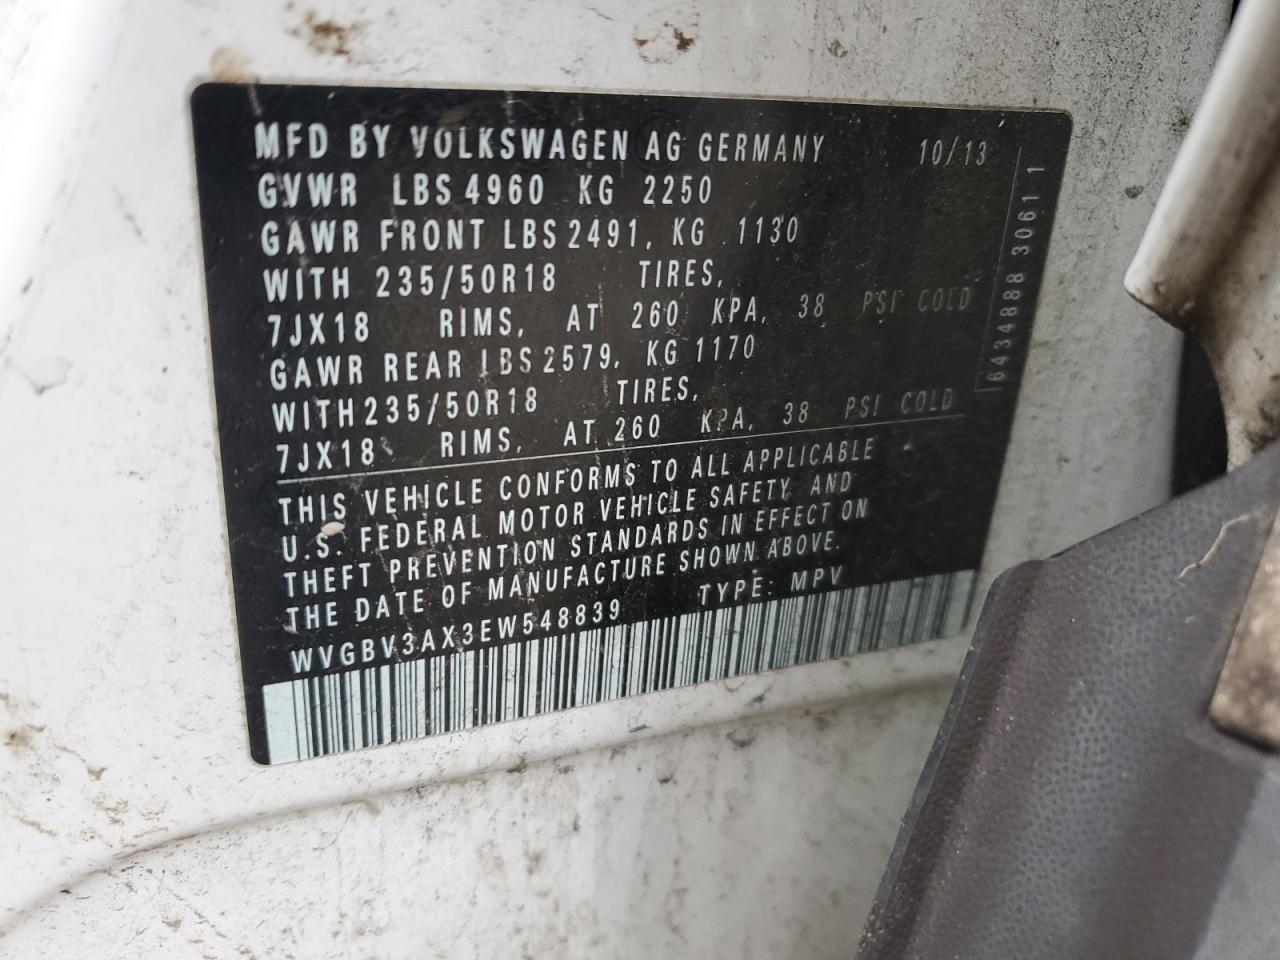 MFD BY VOLKSWAGEN AG GERMANY 10/13
GVWR LBS 4960 KG 2250
GAWR FRONT LBS 2491, KG 1130
WITH 235/50R18 TIRES,
7JX18 RIMS, AT 260 KPA, 38 PSI COLD
GAWR REAR LBS 2579, KG 1170
WITH 235/50R18 TIRES,
7JX18 RIMS, AT 260 KPA, 38 PSI COLD
THIS VEHICLE CONFORMS TO ALL APPLICABLE
U.S. FEDERAL MOTOR VEHICLE SAFETY AND
THEFT PREVENTION STANDARDS IN EFFECT ON
THE DATE OF MANUFACTURE SHOWN ABOVE.
WVGBV3AX3EW548839 TYPE: MPV
6434888 3061 1